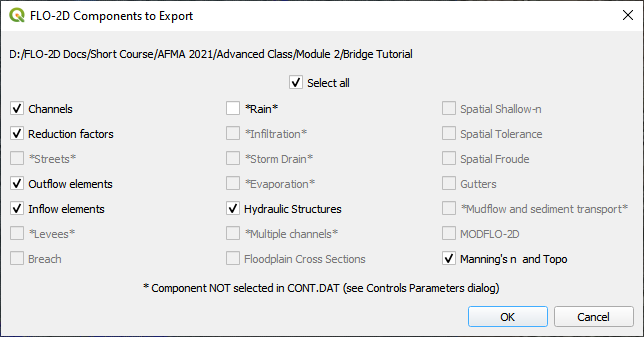 FLO-2D Components to Export
D:/FLO-2D Docs/Short Course/AFMA 2021/Advanced Class/Module 2/Bridge Tutorial
Select all
Channels
*Rain*
Spatial Shallow-n
Reduction factors
*Infiltration*
Spatial Tolerance
*Streets*
*Storm Drain*
Spatial Froude
Outflow elements
*Evaporation*
Gutters
Inflow elements
Hydraulic Structures
*Mudflow and sediment transport*
*Levees*
*Multiple channels*
MODFLO-2D
Breach
Floodplain Cross Sections
Manning's n  and Topo
* Component NOT selected in CONT.DAT (see Controls Parameters dialog)
OK
Cancel